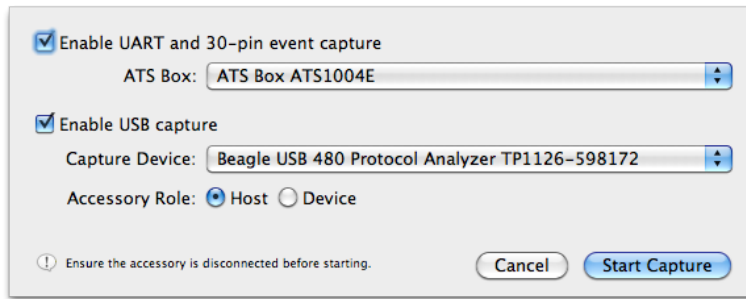 Enable UART and 30-pin event capture
ATS Box: ATS Box ATS1004E
Enable USB capture
Capture Device: Beagle USB 480 Protocol Analyzer TP1126-598172
Accessory Role: Host Device
Ensure the accessory is disconnected before starting. Cancel Start Capture